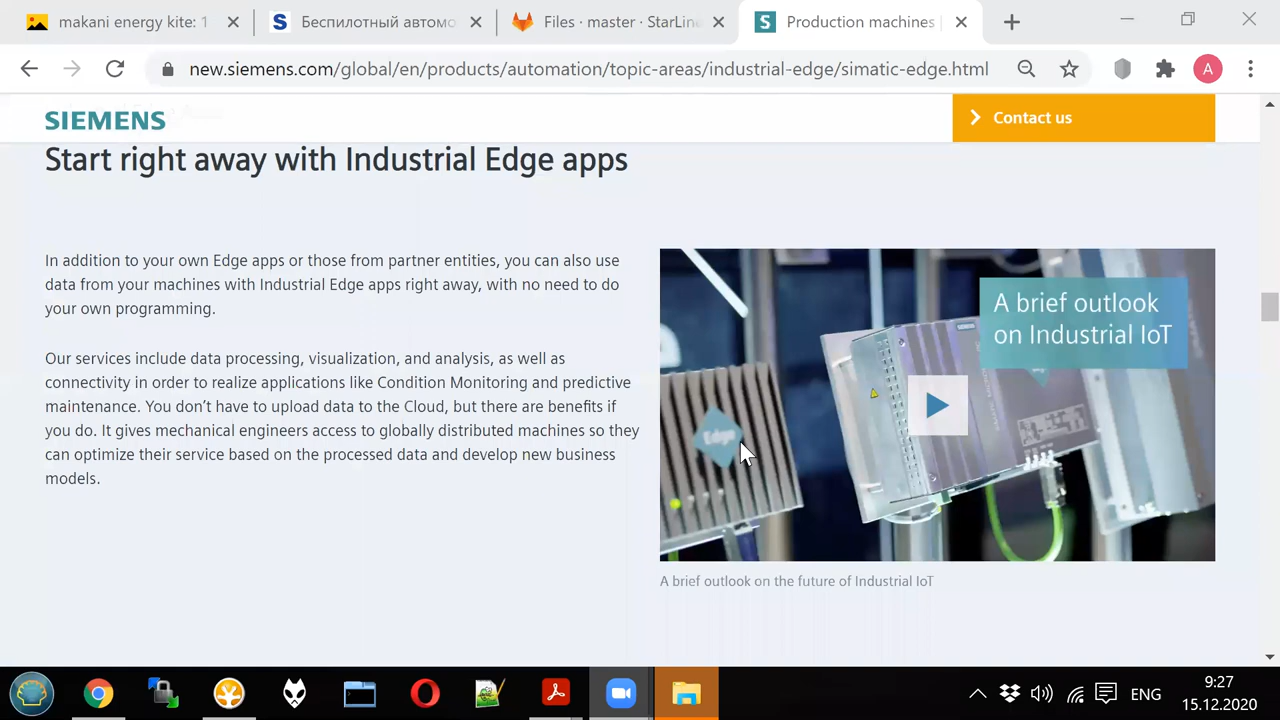 makani energy kite: 1
Беспилотный автомо
Files · master · StarLine
Production machines |
new.siemens.com/global/en/products/automation/topic-areas/industrial-edge/simatic-edge.html
A
SIEMENS
Contact us
Start right away with Industrial Edge apps
In addition to your own Edge apps or those from partner entities, you can also use
data from your machines with Industrial Edge apps right away, with no need to do
your own programming.
Our services include data processing, visualization, and analysis, as well as
connectivity in order to realize applications like Condition Monitoring and predictive
maintenance. You don't have to upload data to the Cloud, but there are benefits if
you do. It gives mechanical engineers access to globally distributed machines so they
can optimize their service based on the processed data and develop new business
models.
A brief outlook
on Industrial IoT
Edge
A brief outlook on the future of Industrial IoT
ENG
9:27
15.12.2020